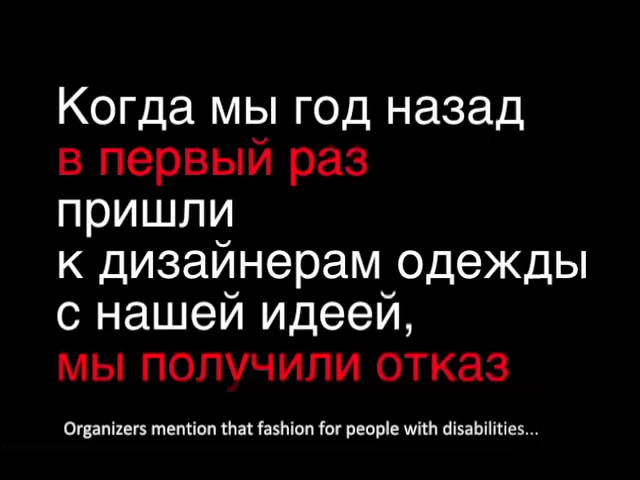 Когда мы год назад
в первый раз
пришли
к дизайнерам одежды
с нашей идеей,
мы получили отказ
Organizers mention that fashion for people with disabilities...